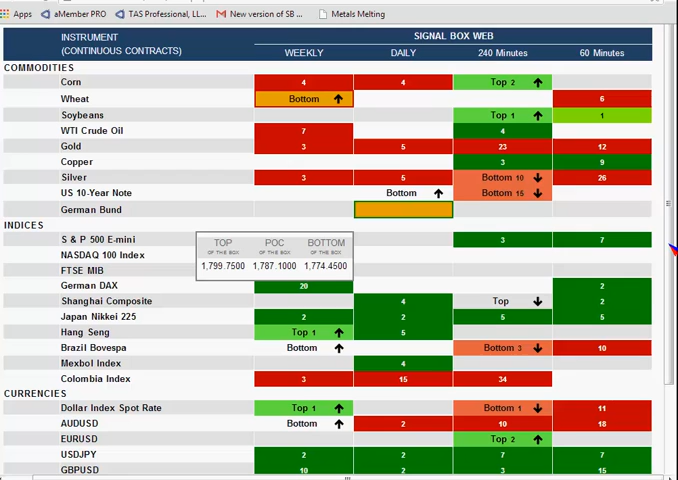 Apps aMember PRO TAS Professional, LL... New version of SB ... Metals Melting
INSTRUMENT
(CONTINUOUS CONTRACTS)
SIGNAL BOX WEB
WEEKLY DAILY 240 Minutes 60 Minutes
COMMODITIES
Corn 4 4 Top 2
Wheat Bottom 6
Soybeans Top 1 1
WTI Crude Oil 7 4
Gold 3 5 23 12
Copper 3 9
Silver 3 5 Bottom 10 26
US 10-Year Note Bottom Bottom 15
German Bund
INDICES
S & P 500 E-mini 3 7
TOP POC BOTTOM
OF THE BOX OF THE BOX OF THE BOX
1,799.7500 1,787.1000 1,774.4500
NASDAQ 100 Index
FTSE MIB
German DAX 20 2
Shanghai Composite 4 Top 2
Japan Nikkei 225 2 2 5 5
Hang Seng Top 1 5
Brazil Bovespa Bottom Bottom 3 10
Mexbol Index 4
Colombia Index 3 15 34
CURRENCIES
Dollar Index Spot Rate Top 1 Bottom 1 11
AUDUSD Bottom 2 10 18
EURUSD Top 2
USDJPY 2 2 7 7
GBPUSD 10 2 3 15